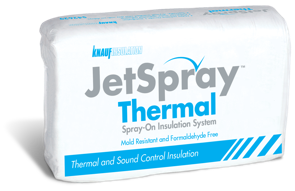 KNAUF INSULATION
JetSpray™
Thermal
Spray-On Insulation System
Mold Resistant and Formaldehyde Free
Thermal and Sound Control Insulation